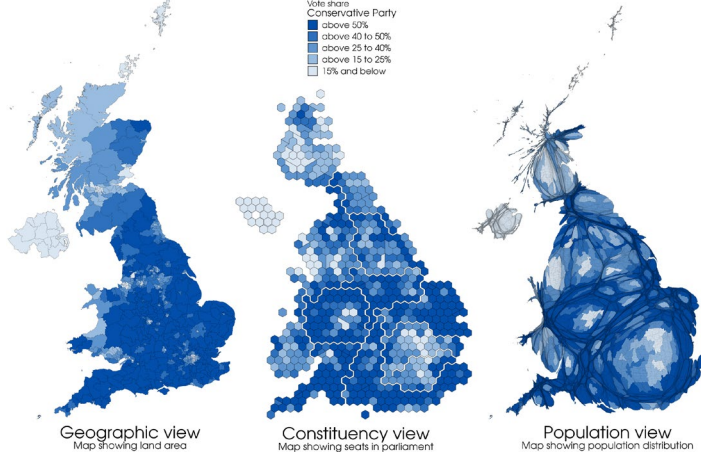 Vote share
Conservative Party
above 50%
above 40 to 50%
above 25 to 40%
above 15 to 25%
15% and below
Geographic view
Map showing land area
Constituency view
Map showing seats in parliament
Population view
Map showing population distribution